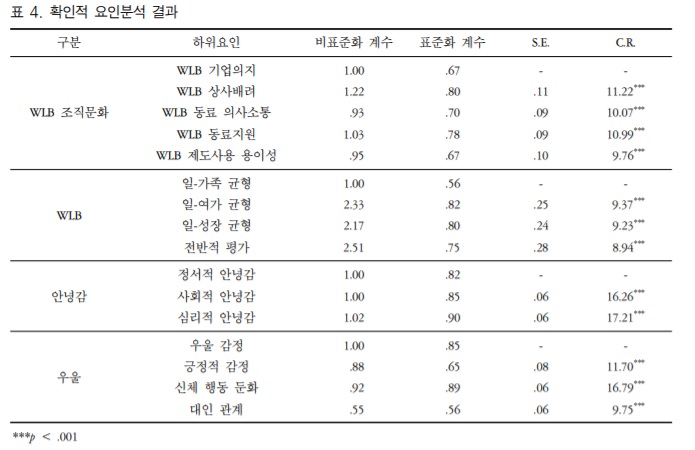 표 4. 확인적 요인분석 결과
구분 하위요인 비표준화 계수 표준화 계수 S.E. C.R.
WLB 기업의지 1.00 .67 - -
WLB 상사배려 1.22 .80 .11 11.22***
WLB 조직문화 WLB 동료 의사소통 .93 .70 .09 10.07***
WLB 동료지원 1.03 .78 .09 10.99***
WLB 제도사용 용이성 .95 .67 .10 9.76***
일-가족 균형 1.00 .56 - -
WLB 일-여가 균형 2.33 .82 .25 9.37***
일-성장 균형 2.17 .80 .24 9.23***
전반적 평가 2.51 .75 .28 8.94***
정서적 안녕감 1.00 .82 - -
안녕감 사회적 안녕감 1.00 .85 .06 16.26***
심리적 안녕감 1.02 .90 .06 17.21***
우울 감정 1.00 .85 - -
우울 긍정적 감정 .88 .65 .08 11.70***
신체 행동 둔화 .92 .89 .06 16.79***
대인 관계 .55 .56 .06 9.75***
***p < .001